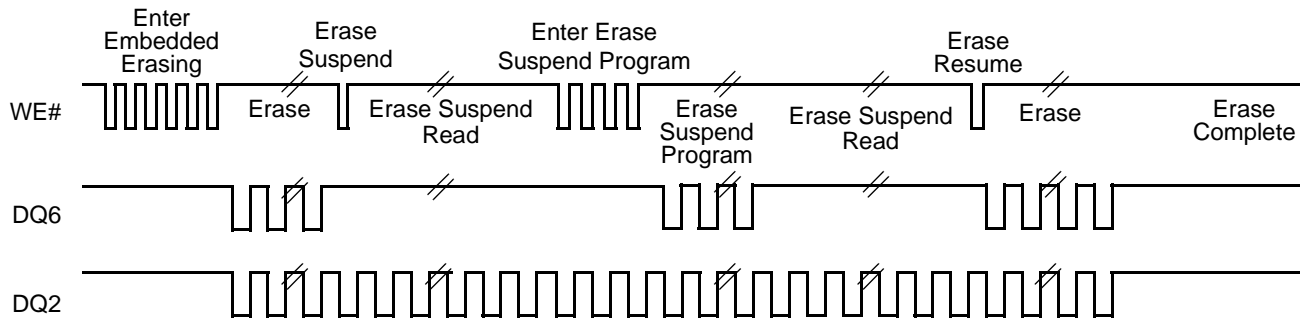 Enter
Embedded
Erasing
Erase
Suspend
Enter Erase
Suspend Program
Erase
Resume
WE#
Erase
Erase Suspend
Read
Erase
Suspend
Program
Erase Suspend
Read
Erase
Erase
Complete
DQ6
DQ2